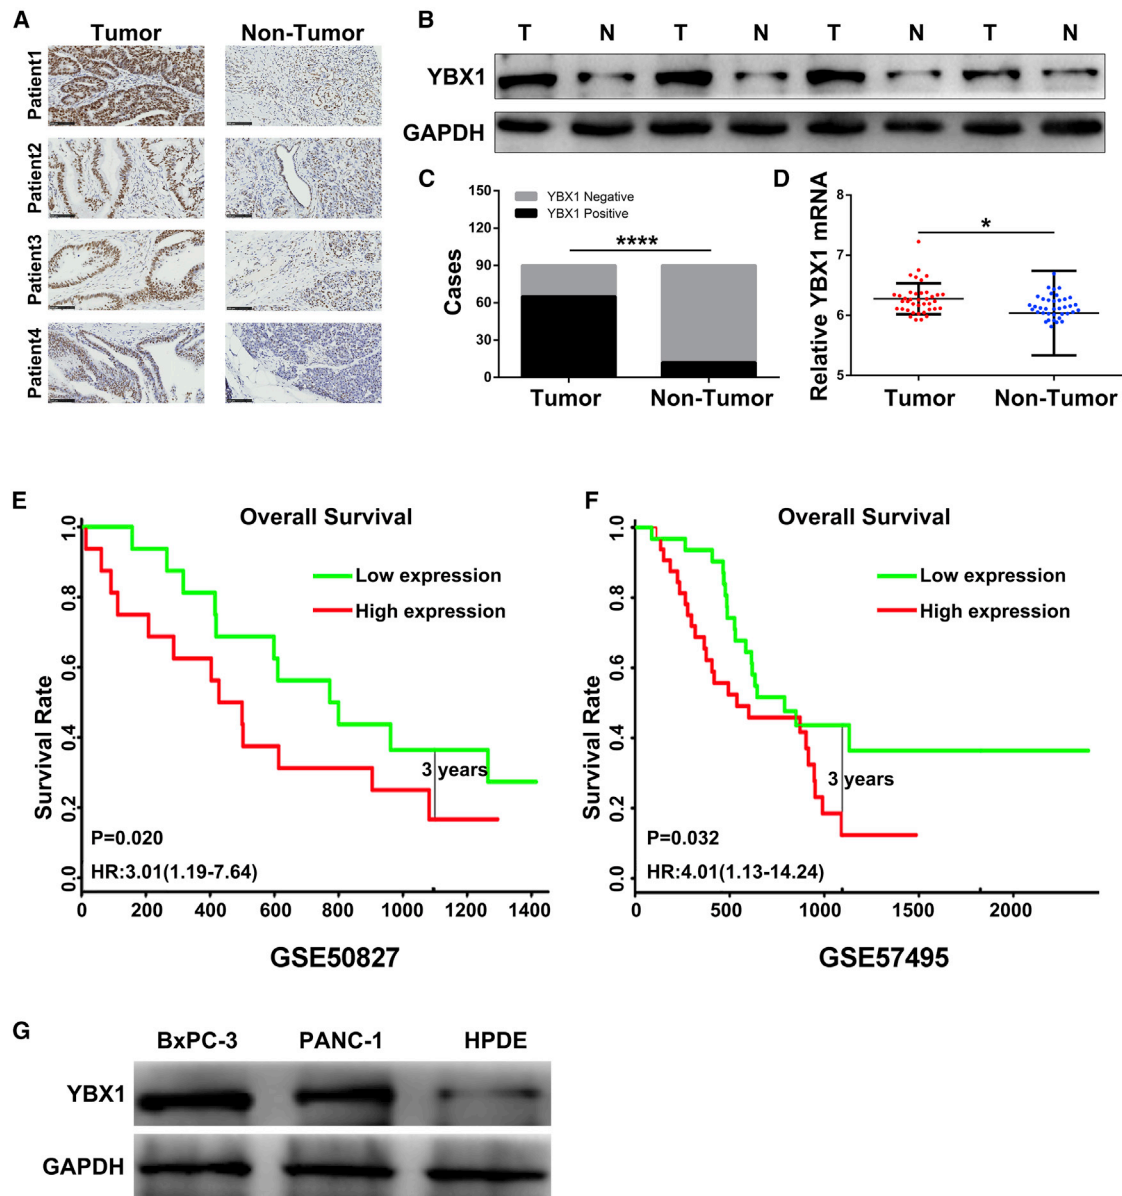 A
Tumor
Non-Tumor
Patient1
Patient2
Patient3
Patient4
B
T N T N T N T N
YBX1
GAPDH
C
150
120
90
60
30
0
Cases
YBX1 Negative
YBX1 Positive
****
Tumor
Non-Tumor
D
Relative YBX1 mRNA
8
7
6
5
*
Tumor
Non-Tumor
E
Overall Survival
Survival Rate
1.0
0.8
0.6
0.4
0.2
0.0
Low expression
High expression
3 years
P=0.020
HR:3.01(1.19-7.64)
0 200 400 600 800 1000 1200 1400
GSE50827
F
Overall Survival
Survival Rate
1.0
0.8
0.6
0.4
0.2
0.0
Low expression
High expression
3 years
P=0.032
HR:4.01(1.13-14.24)
0 500 1000 1500 2000
GSE57495
G
BxPC-3 PANC-1 HPDE
YBX1
GAPDH